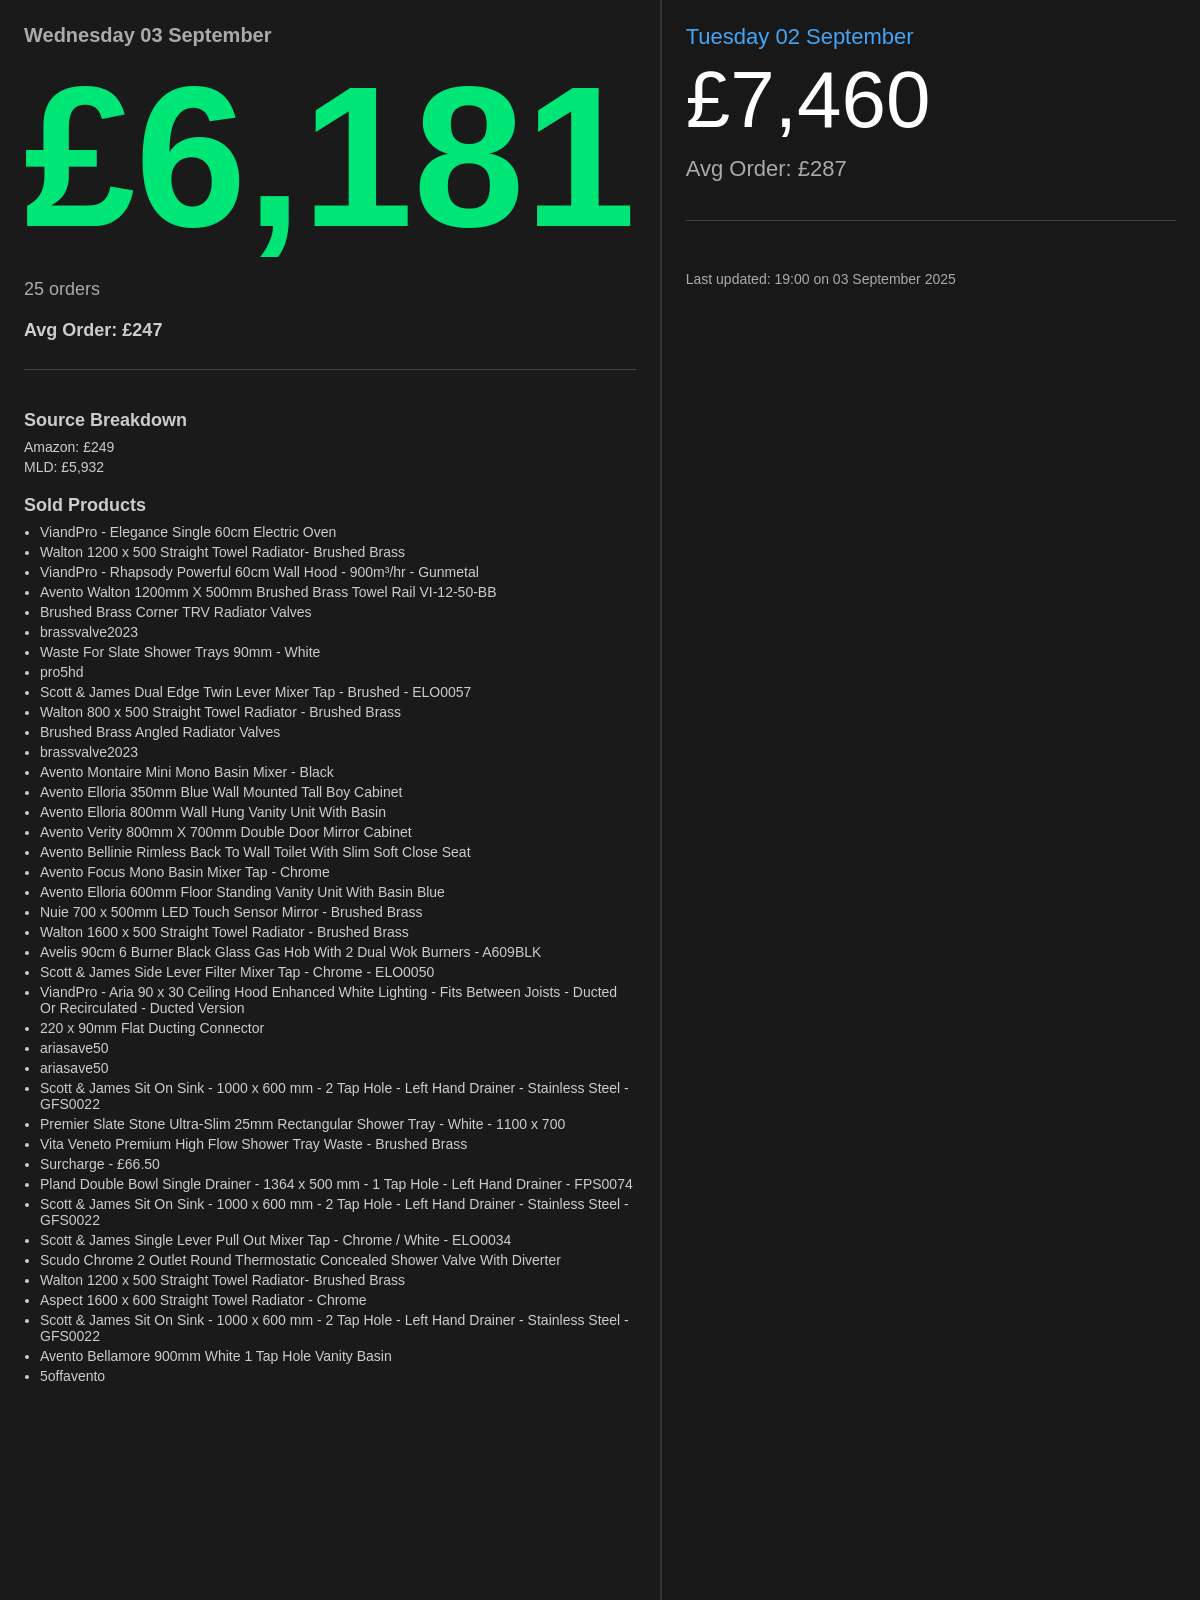 Wednesday 03 September
£6,181
25 orders
Avg Order: £247
Source Breakdown
Amazon: £249
MLD: £5,932
Sold Products
• ViandPro - Elegance Single 60cm Electric Oven
• Walton 1200 x 500 Straight Towel Radiator- Brushed Brass
• ViandPro - Rhapsody Powerful 60cm Wall Hood - 900m³/hr - Gunmetal
• Avento Walton 1200mm X 500mm Brushed Brass Towel Rail VI-12-50-BB
• Brushed Brass Corner TRV Radiator Valves
• brassvalve2023
• Waste For Slate Shower Trays 90mm - White
• pro5hd
• Scott & James Dual Edge Twin Lever Mixer Tap - Brushed - ELO0057
• Walton 800 x 500 Straight Towel Radiator - Brushed Brass
• Brushed Brass Angled Radiator Valves
• brassvalve2023
• Avento Montaire Mini Mono Basin Mixer - Black
• Avento Elloria 350mm Blue Wall Mounted Tall Boy Cabinet
• Avento Elloria 800mm Wall Hung Vanity Unit With Basin
• Avento Verity 800mm X 700mm Double Door Mirror Cabinet
• Avento Bellinie Rimless Back To Wall Toilet With Slim Soft Close Seat
• Avento Focus Mono Basin Mixer Tap - Chrome
• Avento Elloria 600mm Floor Standing Vanity Unit With Basin Blue
• Nuie 700 x 500mm LED Touch Sensor Mirror - Brushed Brass
• Walton 1600 x 500 Straight Towel Radiator - Brushed Brass
• Avelis 90cm 6 Burner Black Glass Gas Hob With 2 Dual Wok Burners - A609BLK
• Scott & James Side Lever Filter Mixer Tap - Chrome - ELO0050
• ViandPro - Aria 90 x 30 Ceiling Hood Enhanced White Lighting - Fits Between Joists - Ducted
Or Recirculated - Ducted Version
• 220 x 90mm Flat Ducting Connector
• ariasave50
• ariasave50
• Scott & James Sit On Sink - 1000 x 600 mm - 2 Tap Hole - Left Hand Drainer - Stainless Steel -
GFS0022
• Premier Slate Stone Ultra-Slim 25mm Rectangular Shower Tray - White - 1100 x 700
• Vita Veneto Premium High Flow Shower Tray Waste - Brushed Brass
• Surcharge - £66.50
• Pland Double Bowl Single Drainer - 1364 x 500 mm - 1 Tap Hole - Left Hand Drainer - FPS0074
• Scott & James Sit On Sink - 1000 x 600 mm - 2 Tap Hole - Left Hand Drainer - Stainless Steel -
GFS0022
• Scott & James Single Lever Pull Out Mixer Tap - Chrome / White - ELO0034
• Scudo Chrome 2 Outlet Round Thermostatic Concealed Shower Valve With Diverter
• Walton 1200 x 500 Straight Towel Radiator- Brushed Brass
• Aspect 1600 x 600 Straight Towel Radiator - Chrome
• Scott & James Sit On Sink - 1000 x 600 mm - 2 Tap Hole - Left Hand Drainer - Stainless Steel -
GFS0022
• Avento Bellamore 900mm White 1 Tap Hole Vanity Basin
• 5offavento
Tuesday 02 September
£7,460
Avg Order: £287
Last updated: 19:00 on 03 September 2025